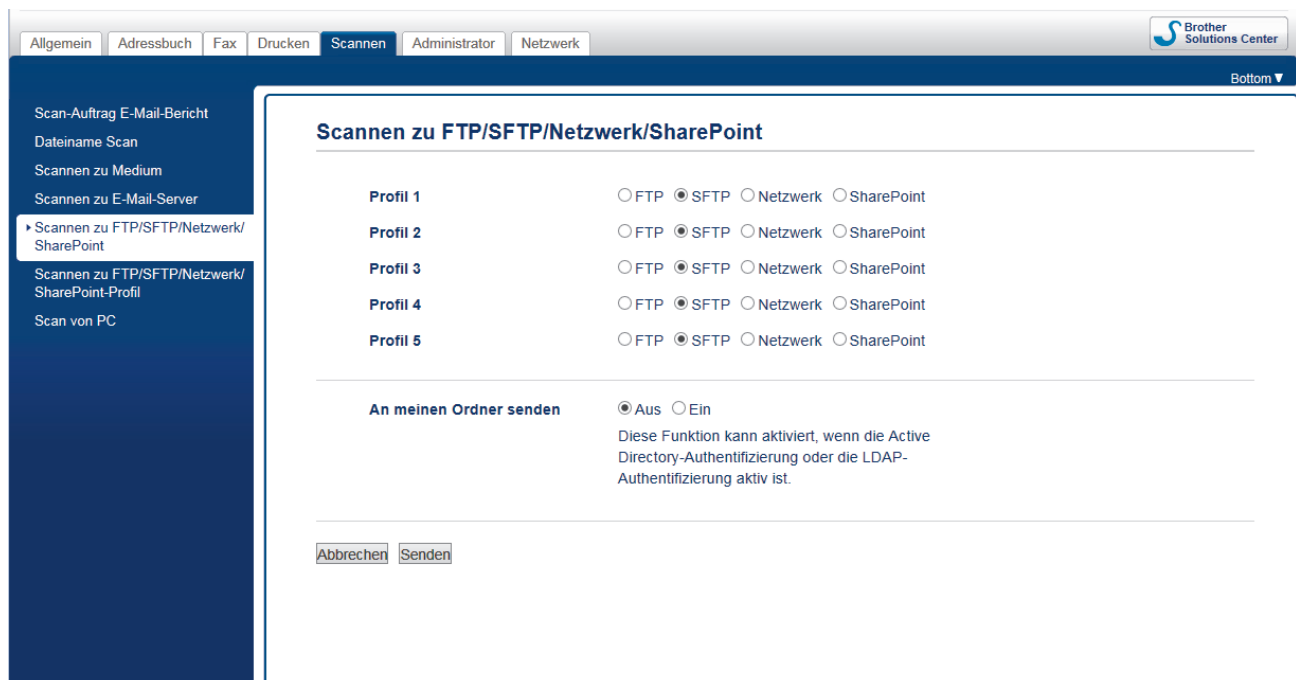 Allgemein Adressbuch Fax Drucken Scannen Administrator Netzwerk
Brother
Solutions Center
Bottom ▼
Scan-Auftrag E-Mail-Bericht
Dateiname Scan
Scannen zu Medium
Scannen zu E-Mail-Server
Scannen zu FTP/SFTP/Netzwerk/
SharePoint
Scannen zu FTP/SFTP/Netzwerk/
SharePoint-Profil
Scan von PC
Scannen zu FTP/SFTP/Netzwerk/SharePoint
Profil 1 FTP SFTP Netzwerk SharePoint
Profil 2 FTP SFTP Netzwerk SharePoint
Profil 3 FTP SFTP Netzwerk SharePoint
Profil 4 FTP SFTP Netzwerk SharePoint
Profil 5 FTP SFTP Netzwerk SharePoint
An meinen Ordner senden Aus Ein
Diese Funktion kann aktiviert, wenn die Active
Directory-Authentifizierung oder die LDAP-
Authentifizierung aktiv ist.
Abbrechen Senden